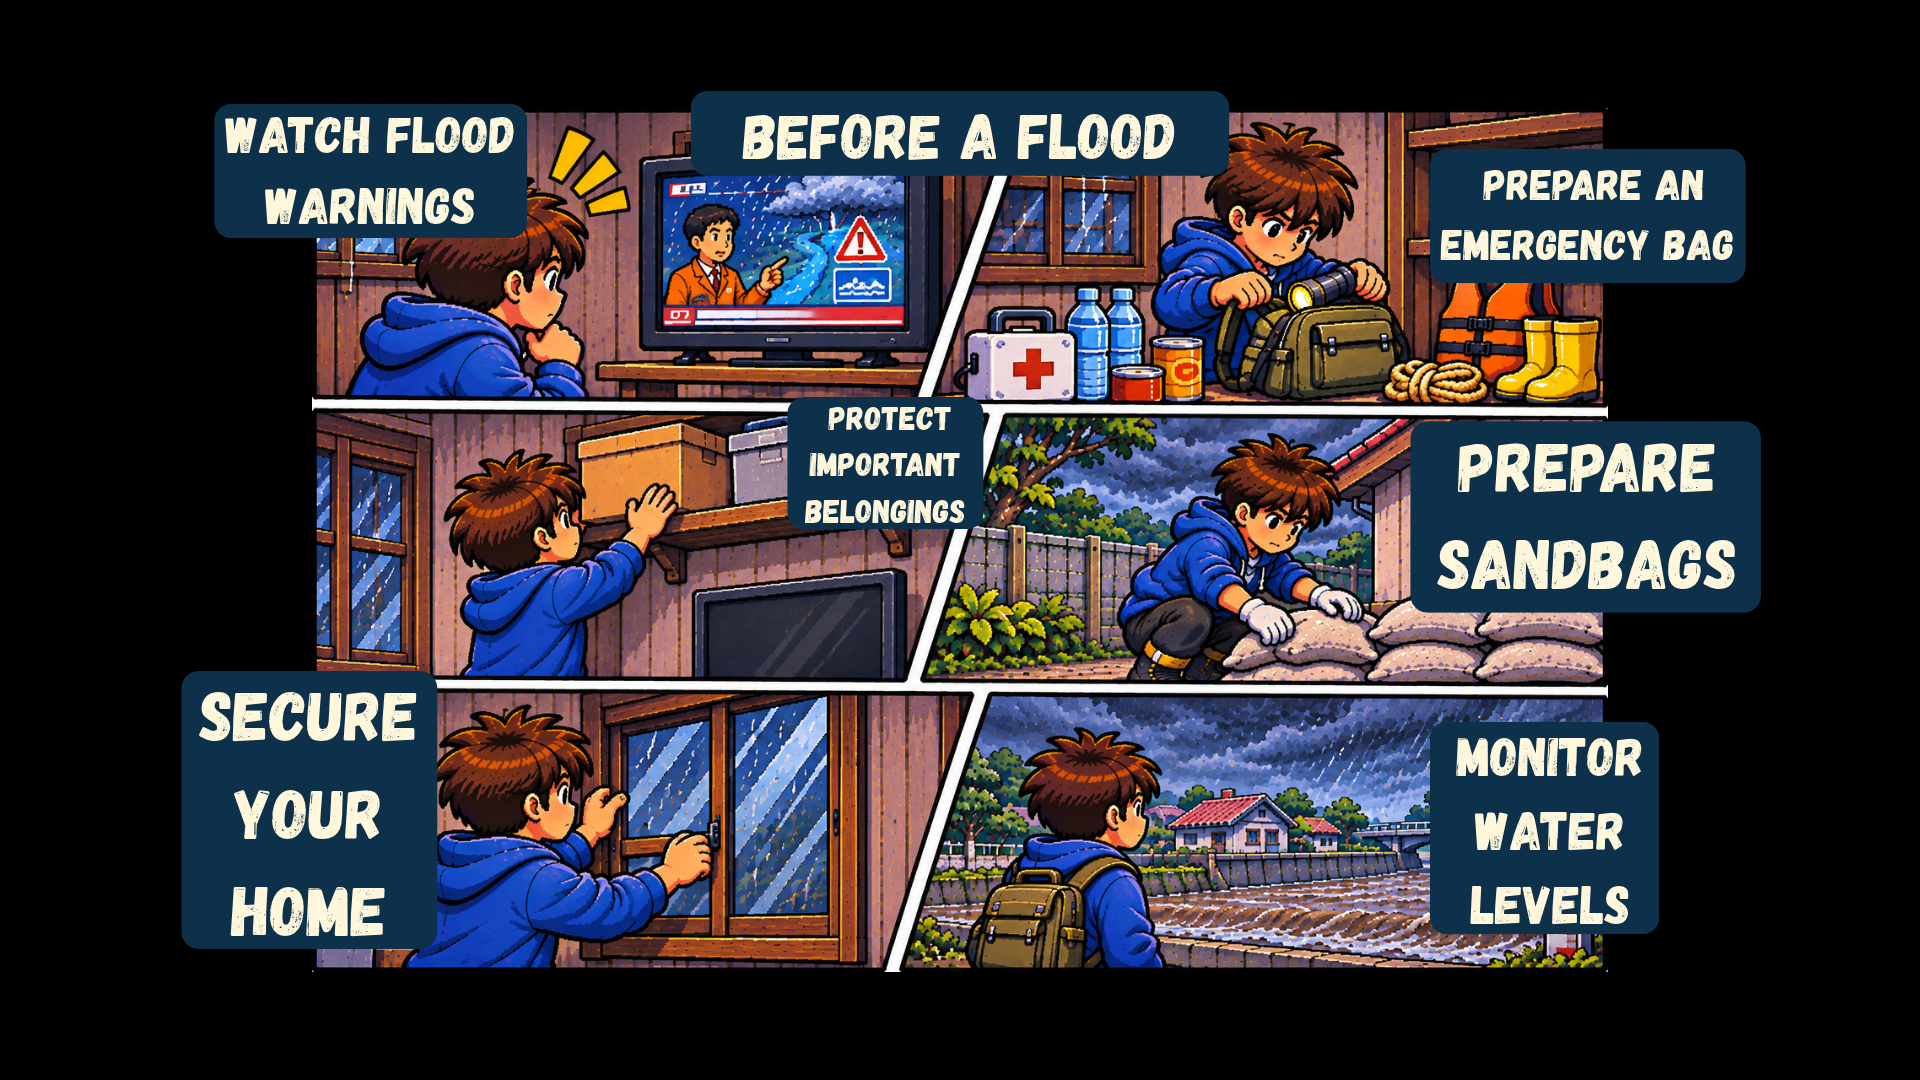 BEFORE A FLOOD
WATCH FLOOD
WARNINGS
PREPARE AN
EMERGENCY BAG
PROTECT
IMPORTANT
BELONGINGS
PREPARE
SANDBAGS
SECURE
YOUR
HOME
MONITOR
WATER
LEVELS